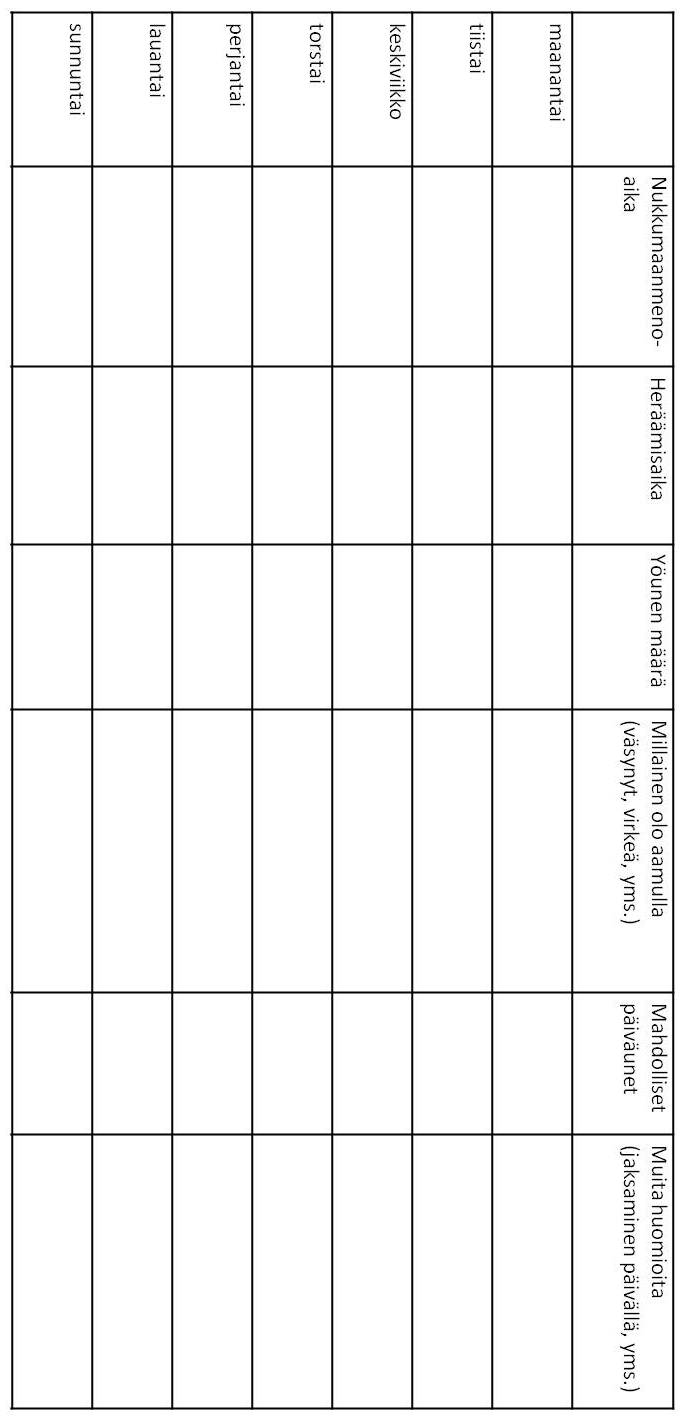 Nukkumaanmeno-
aika
Heräämisaika
Yöunen määrä
Millainen olo aamulla
(väsynyt, virkeä, yms.)
Mahdolliset
päiväunet
Muita huomioita
(jaksaminen päivällä, yms.)
maanantai
tiistai
keskiviikko
torstai
perjantai
lauantai
sunnuntai